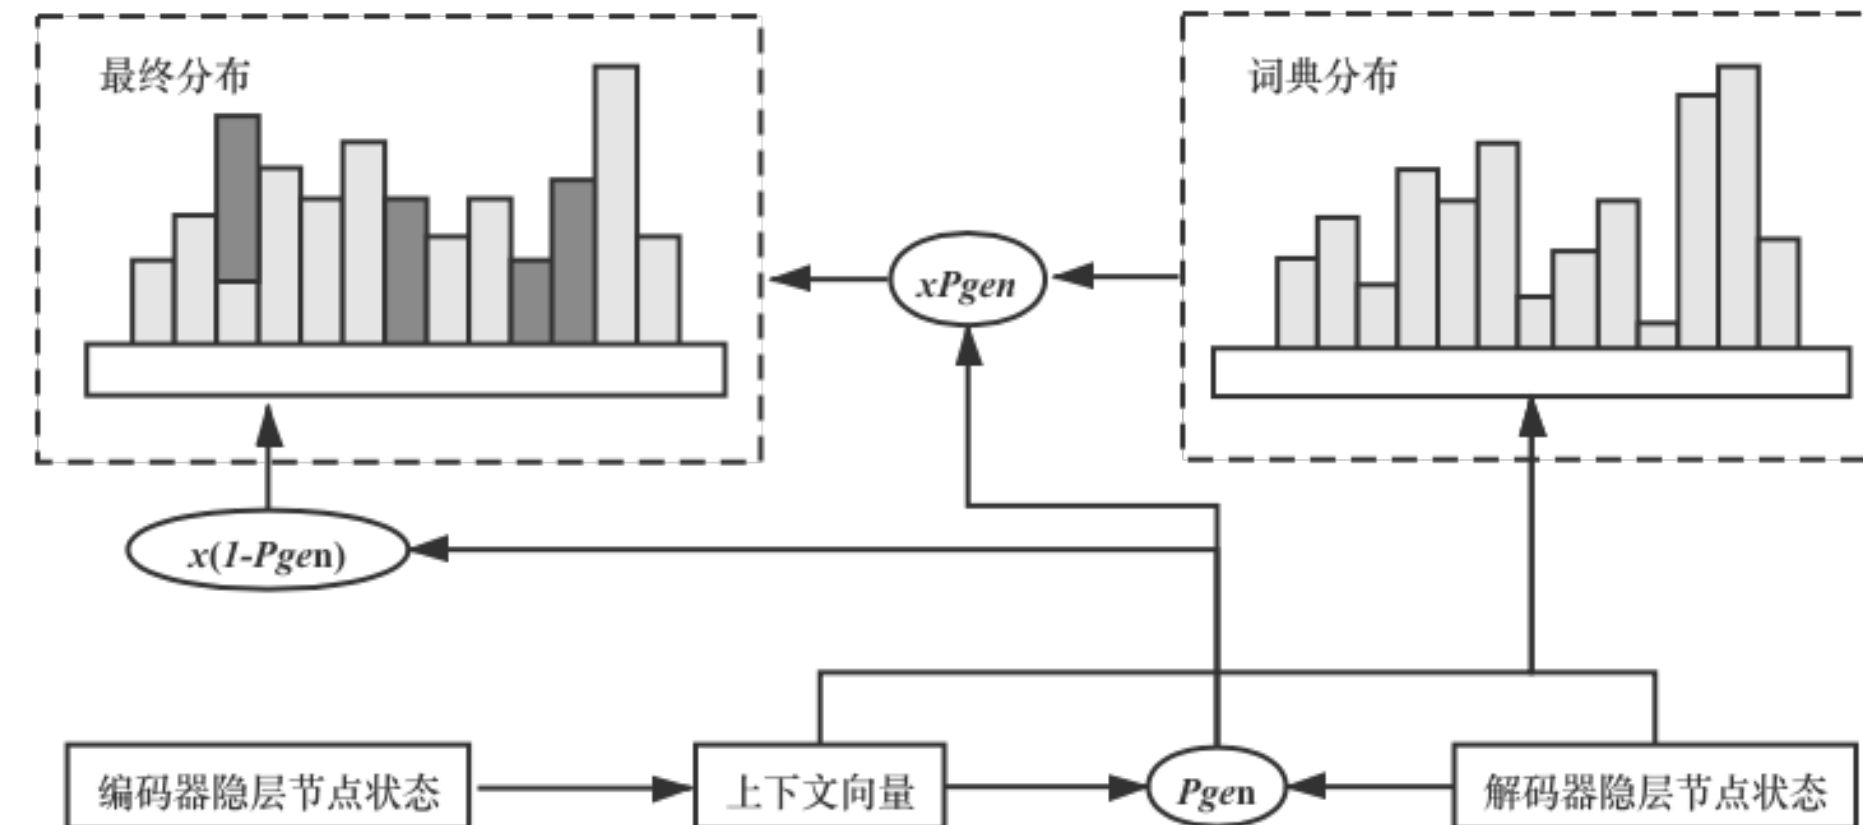 最终分布
词典分布
xPgen
x(1-Pgen)
编码器隐层节点状态
上下文向量
Pgen
解码器隐层节点状态